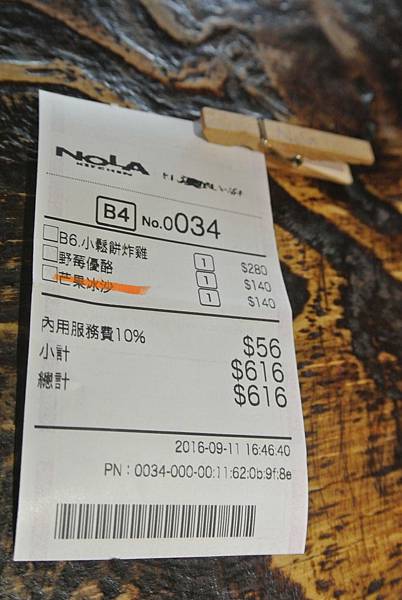 NOLA
KITCHEN
B4 No.0034
B6.小鬆餅炸雞 1 $280
野莓優酪 1 $140
芒果冰沙 1 $140
內用服務費10% $56
小計 $616
總計 $616
2016-09-11 16:46:40
PN：0034-000-00:11:62:0b:9f:8e